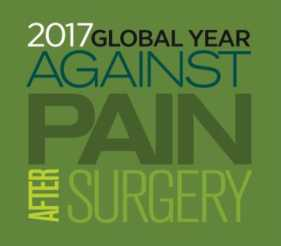 2017 GLOBAL YEAR
AGAINST
PAIN
AFTER SURGERY